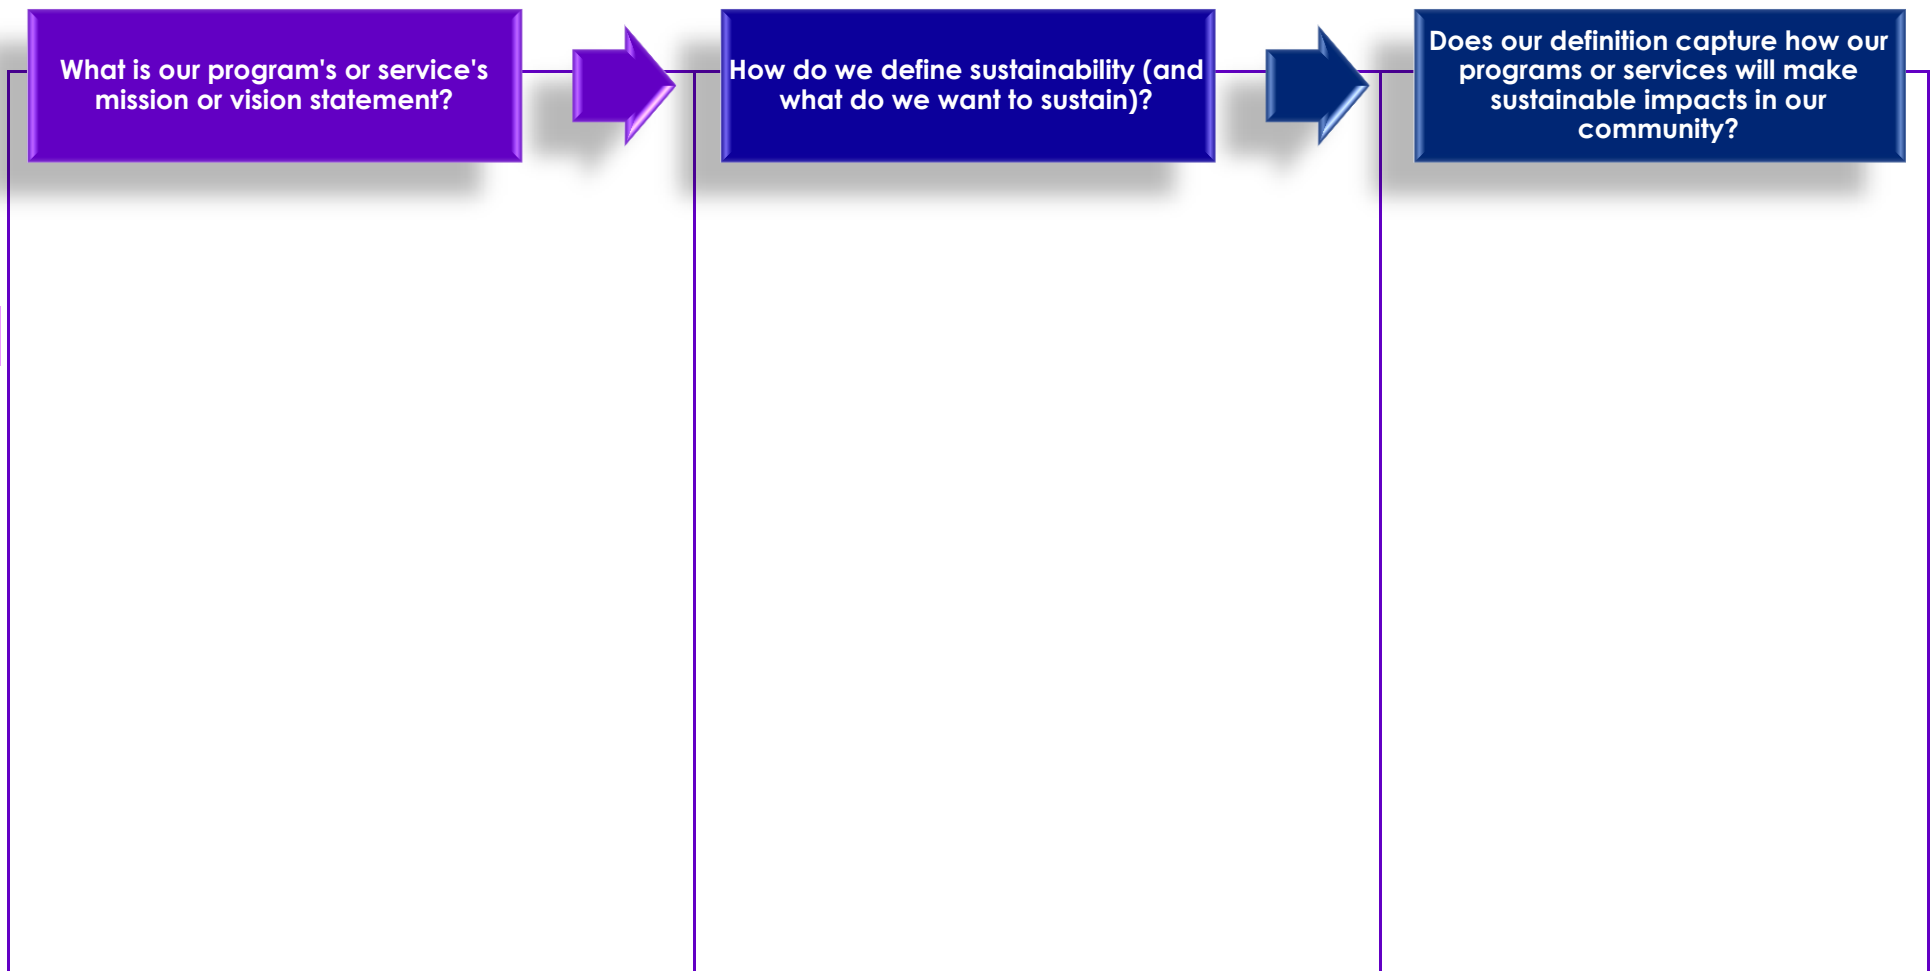 What is our program's or service's
mission or vision statement?
How do we define sustainability (and
what do we want to sustain)?
Does our definition capture how our
programs or services will make
sustainable impacts in our
community?